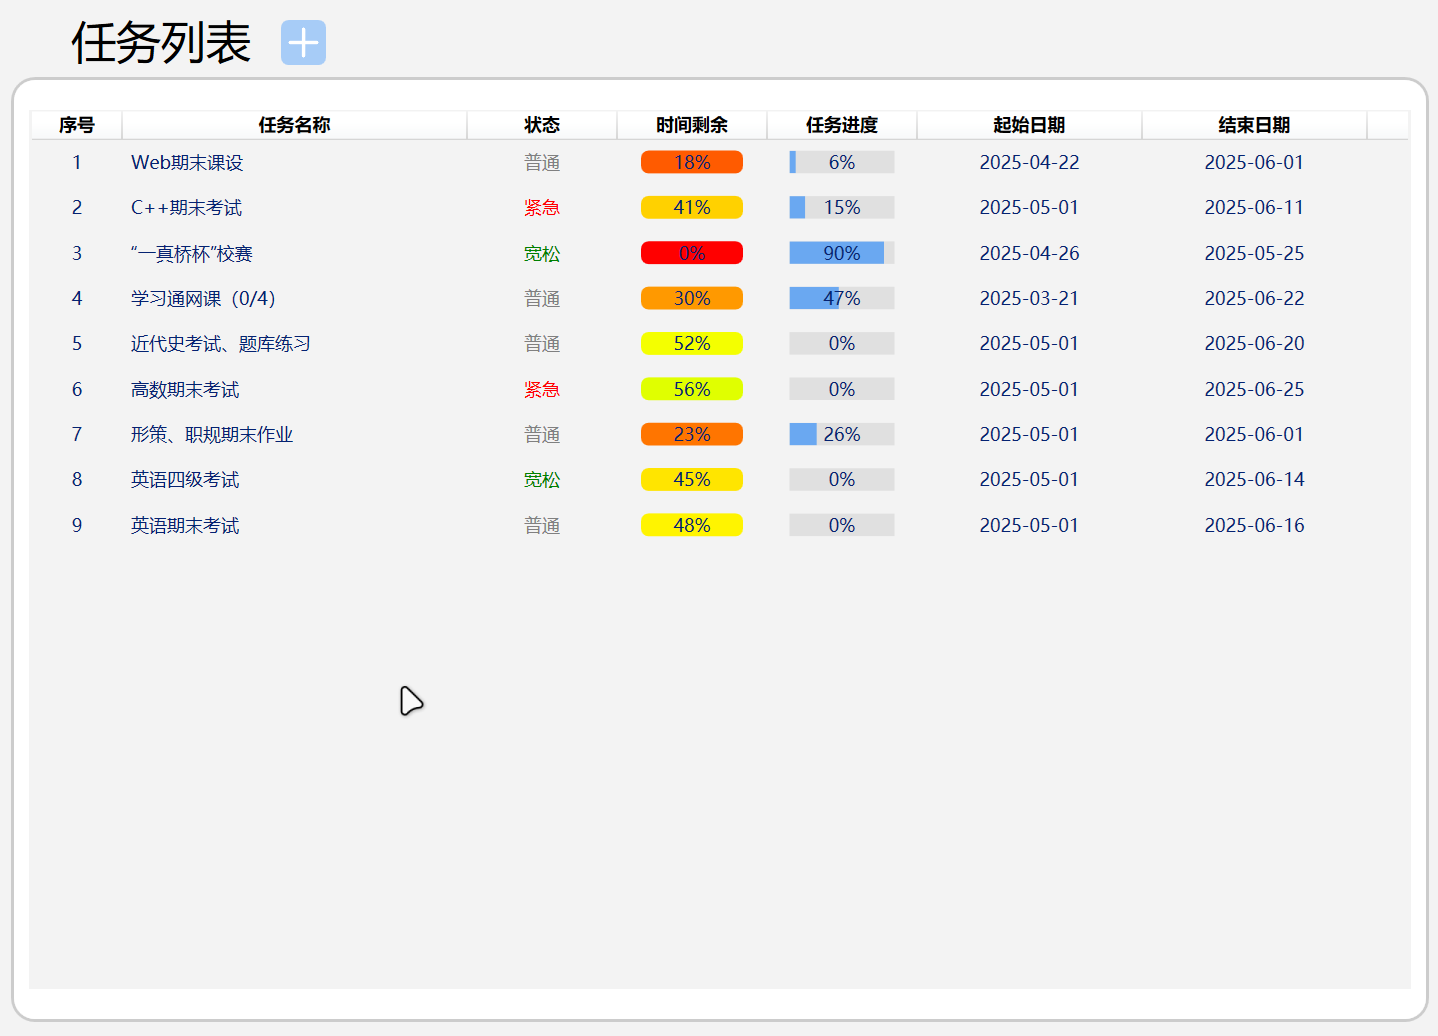 任务列表
序号 任务名称 状态 时间剩余 任务进度 起始日期 结束日期
1 Web期末课设 普通 18% 6% 2025-04-22 2025-06-01
2 C++期末考试 紧急 41% 15% 2025-05-01 2025-06-11
3 “一真桥杯”校赛 宽松 0% 90% 2025-04-26 2025-05-25
4 学习通网课（0/4） 普通 30% 47% 2025-03-21 2025-06-22
5 近代史考试、题库练习 普通 52% 0% 2025-05-01 2025-06-20
6 高数期末考试 紧急 56% 0% 2025-05-01 2025-06-25
7 形策、职规期末作业 普通 23% 26% 2025-05-01 2025-06-01
8 英语四级考试 宽松 45% 0% 2025-05-01 2025-06-14
9 英语期末考试 普通 48% 0% 2025-05-01 2025-06-16